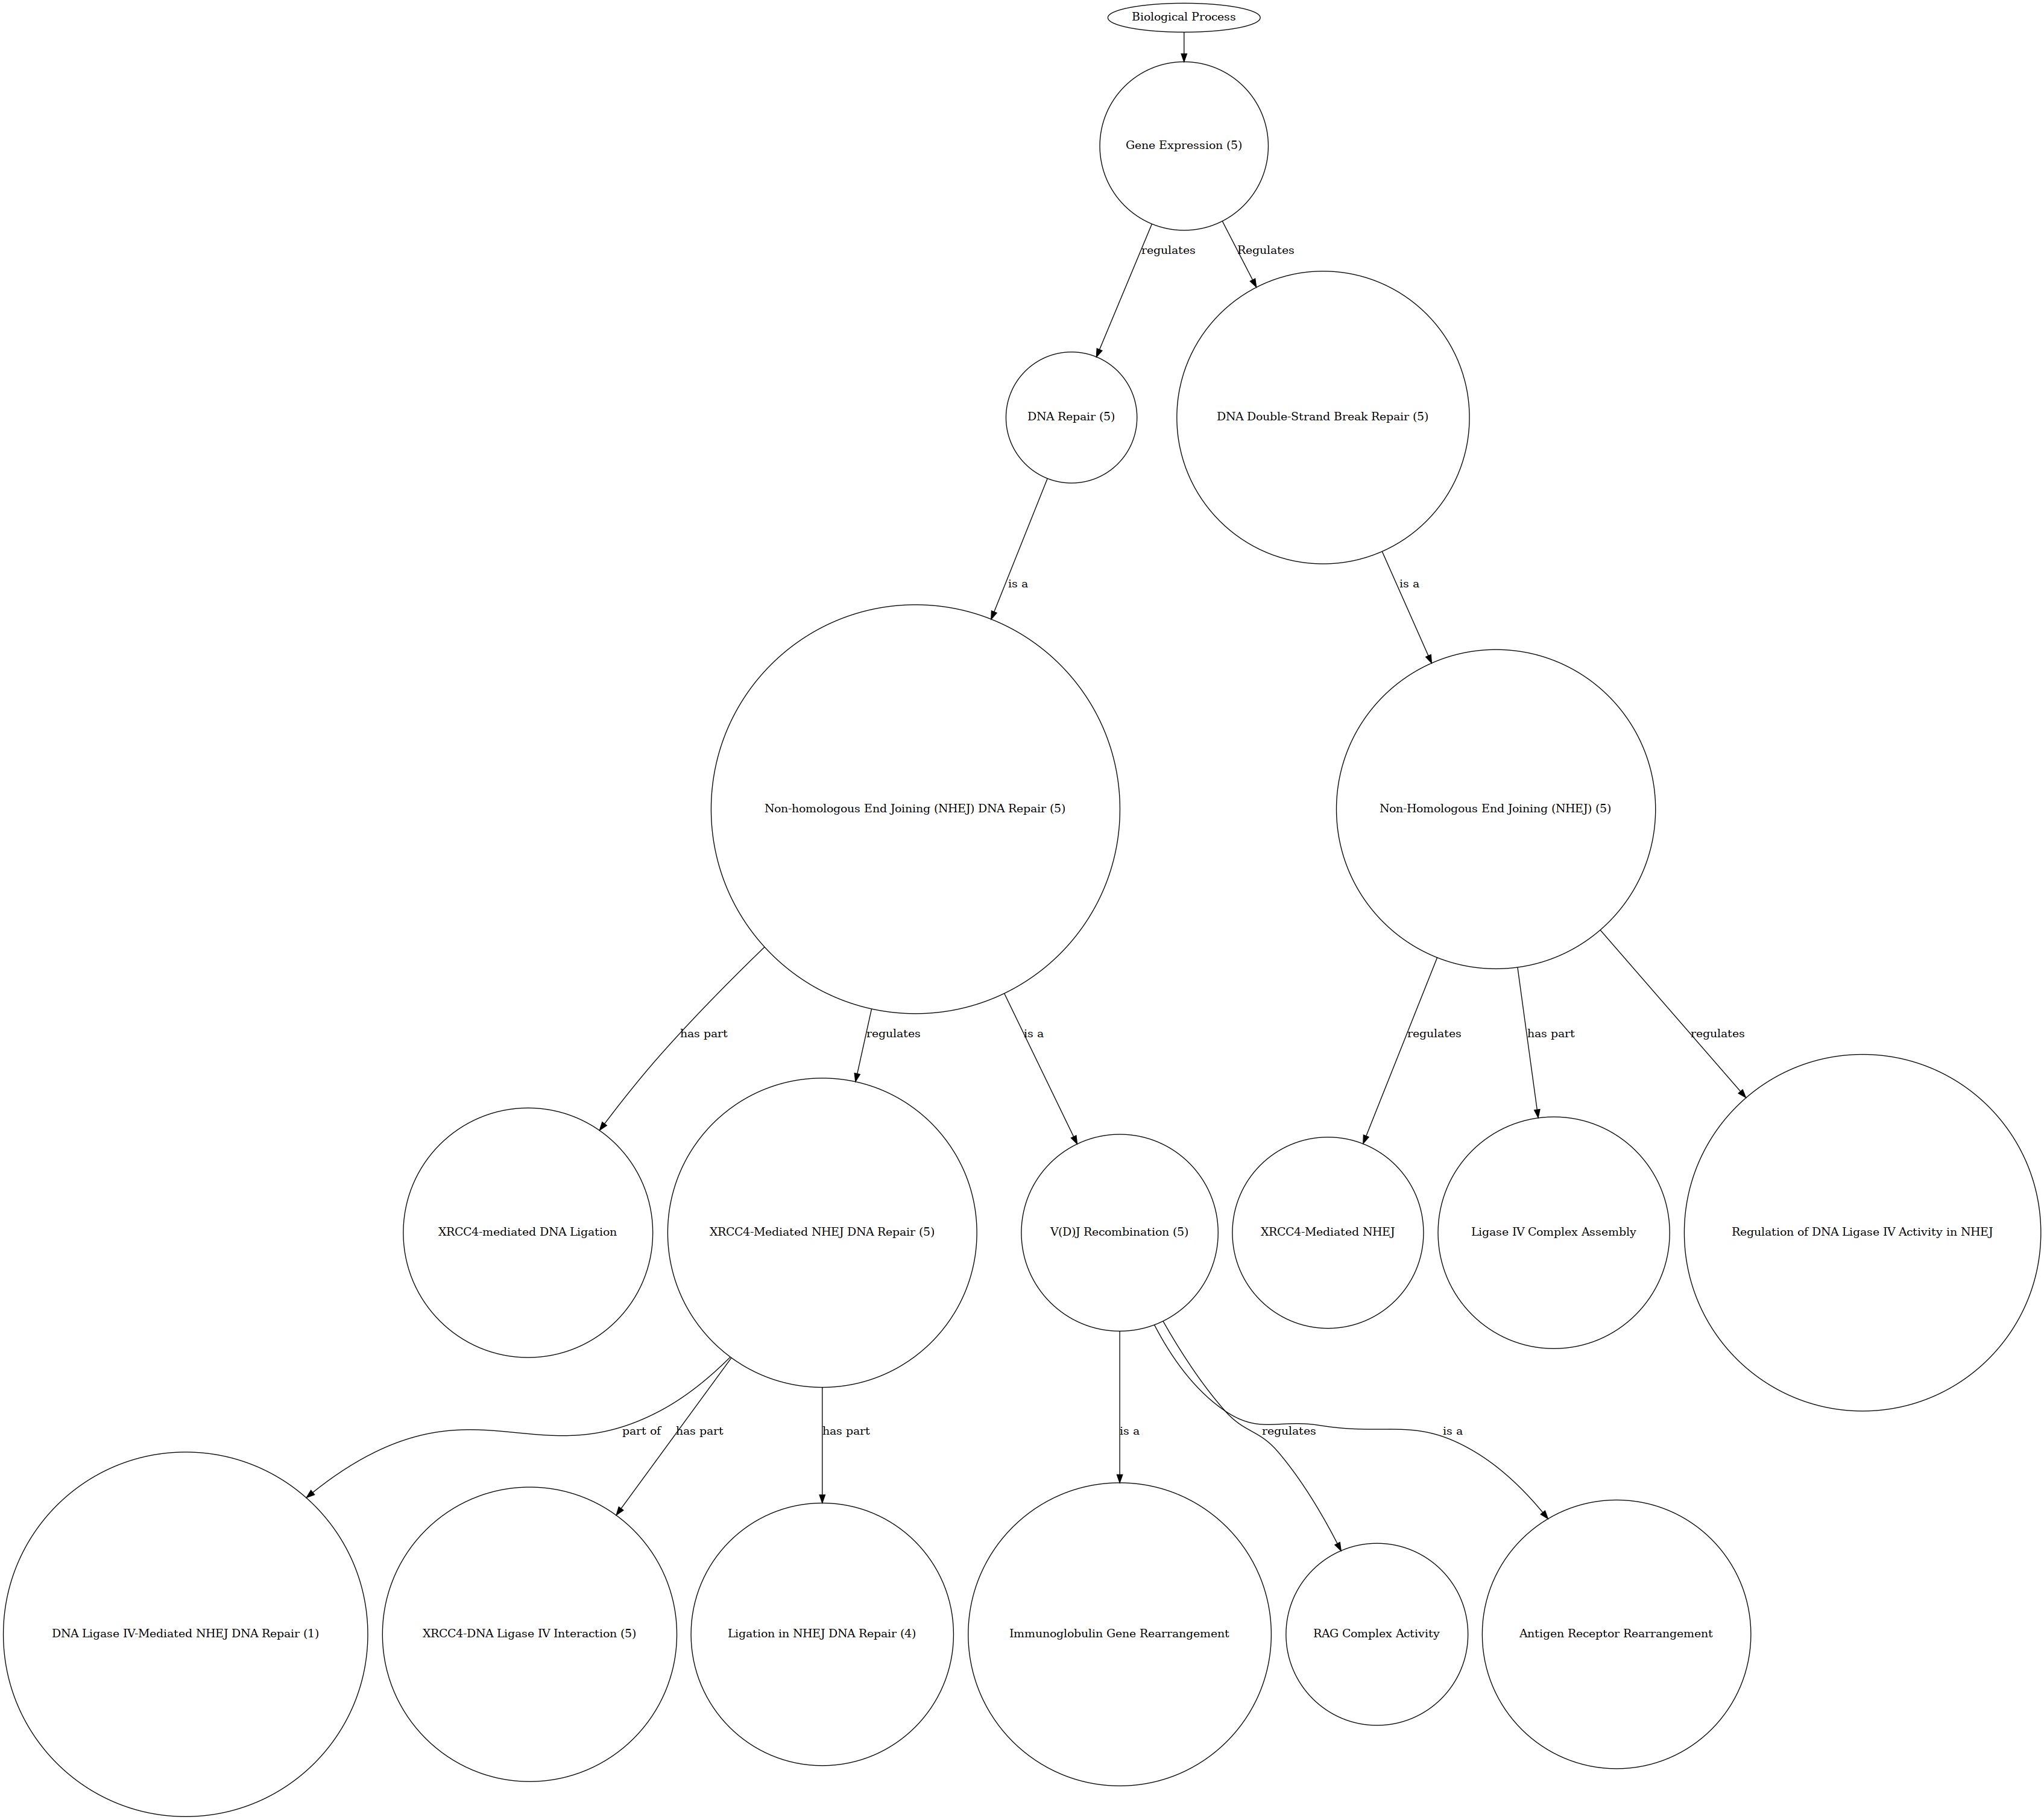 Biological Process
Gene Expression (5)
regulates
Regulates
DNA Repair (5)
DNA Double-Strand Break Repair (5)
is a
is a
Non-homologous End Joining (NHEJ) DNA Repair (5)
Non-Homologous End Joining (NHEJ) (5)
has part
regulates
is a
regulates
has part
regulates
XRCC4-mediated DNA Ligation
XRCC4-Mediated NHEJ DNA Repair (5)
V(D)J Recombination (5)
XRCC4-Mediated NHEJ
Ligase IV Complex Assembly
Regulation of DNA Ligase IV Activity in NHEJ
part of
has part
has part
is a
regulates
is a
DNA Ligase IV-Mediated NHEJ DNA Repair (1)
XRCC4-DNA Ligase IV Interaction (5)
Ligation in NHEJ DNA Repair (4)
Immunoglobulin Gene Rearrangement
RAG Complex Activity
Antigen Receptor Rearrangement